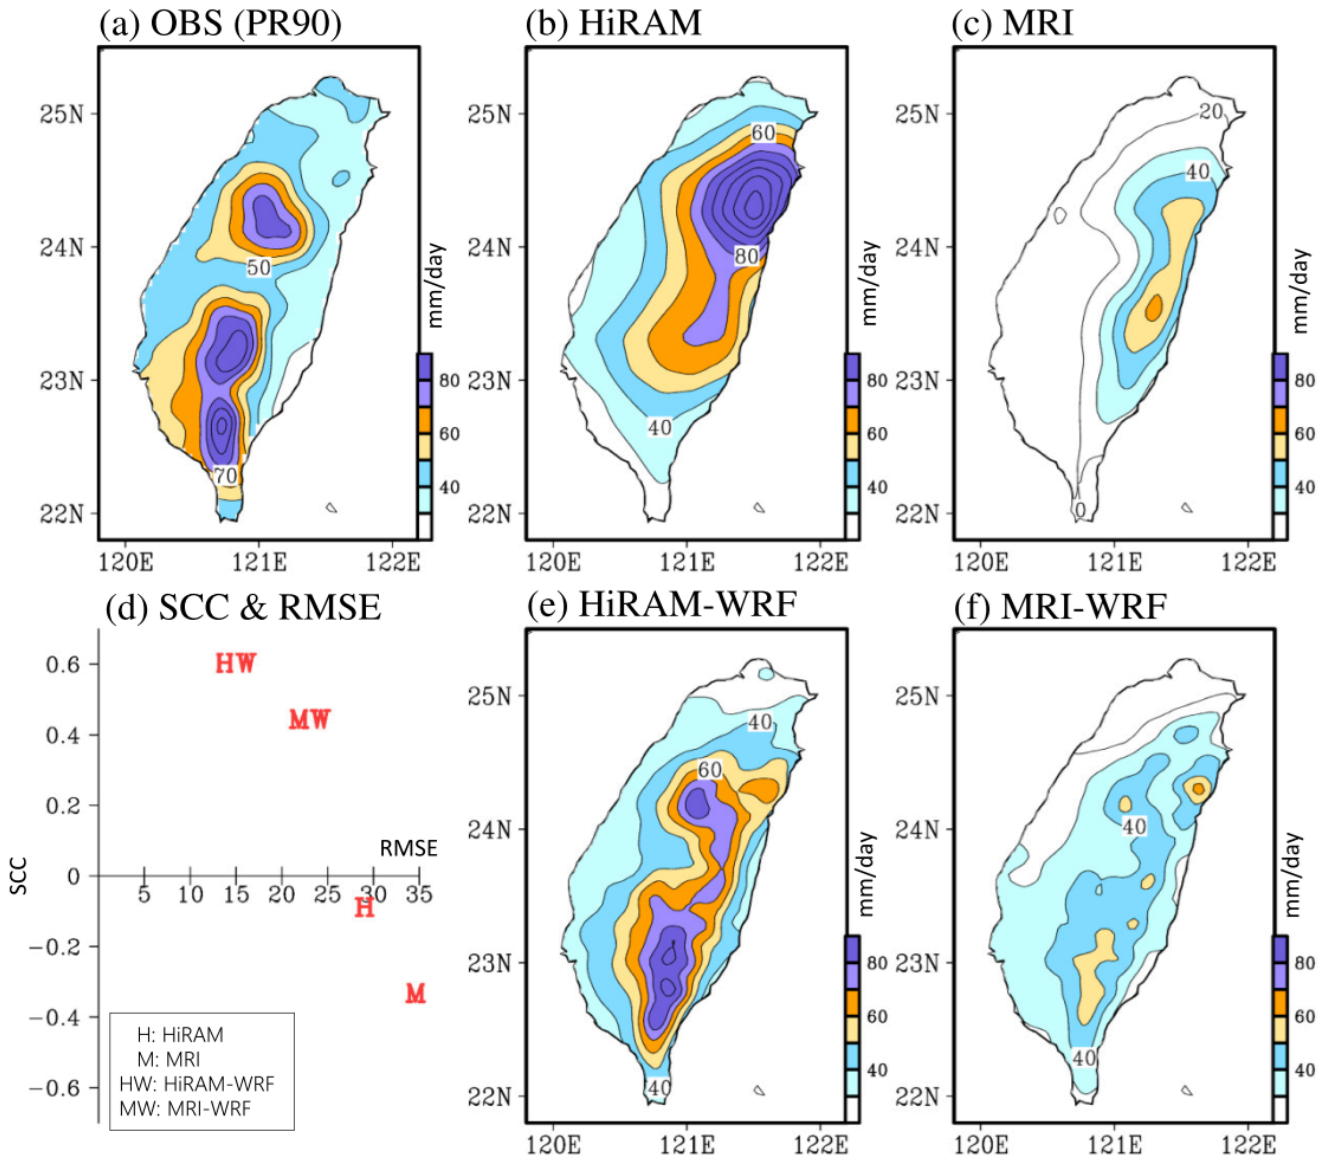 (a) OBS (PR90)
25N
24N
23N
22N
120E 121E 122E
50
70
mm/day
80
60
40
(b) HiRAM
25N
24N
23N
22N
120E 121E 122E
60
80
40
mm/day
80
60
40
(c) MRI
25N
24N
23N
22N
120E 121E 122E
20
40
0
mm/day
80
60
40
(d) SCC & RMSE
0.6
0.4
0.2
0
-0.2
-0.4
-0.6
SCC
RMSE
5 10 15 20 25 30 35
HW
MW
H
M
H: HiRAM
M: MRI
HW: HiRAM-WRF
MW: MRI-WRF
(e) HiRAM-WRF
25N
24N
23N
22N
120E 121E 122E
40
60
40
mm/day
80
60
40
(f) MRI-WRF
25N
24N
23N
22N
120E 121E 122E
40
40
mm/day
80
60
40